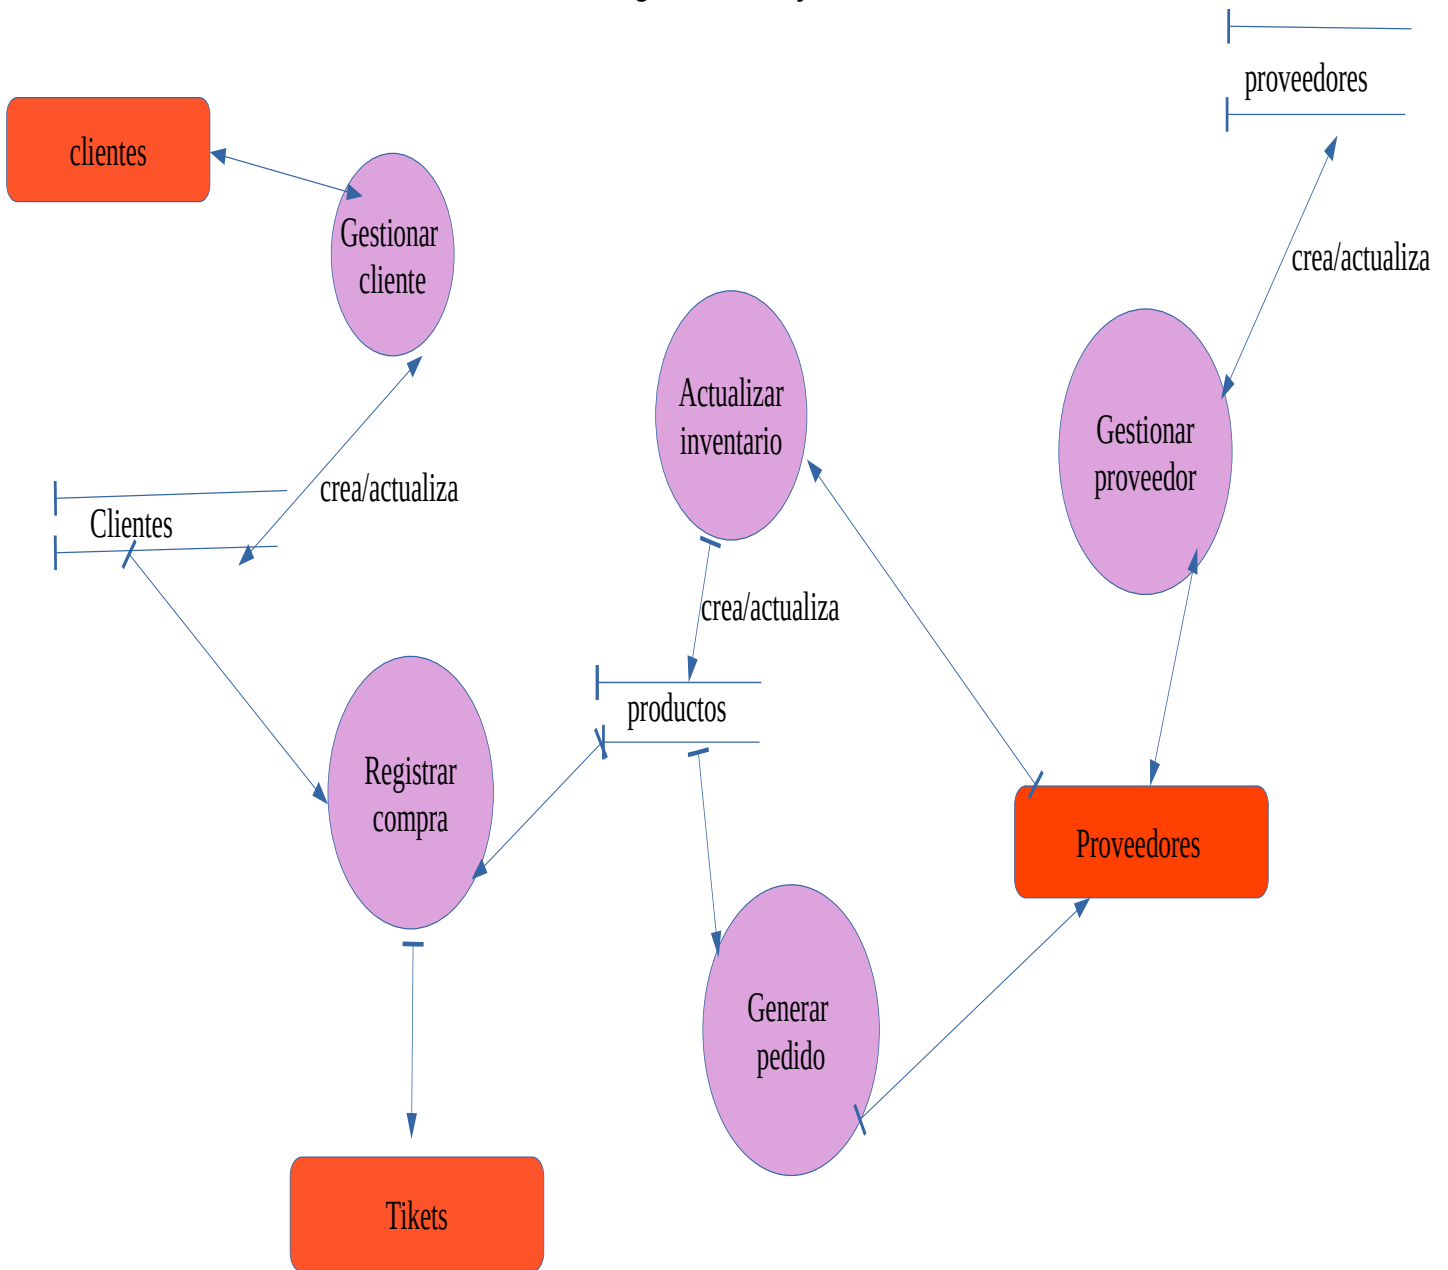 proveedores
clientes
Gestionar
cliente
crea/actualiza
Actualizar
inventario
Gestionar
proveedor
crea/actualiza
Clientes
crea/actualiza
productos
Registrar
compra
Proveedores
Generar
pedido
Tikets